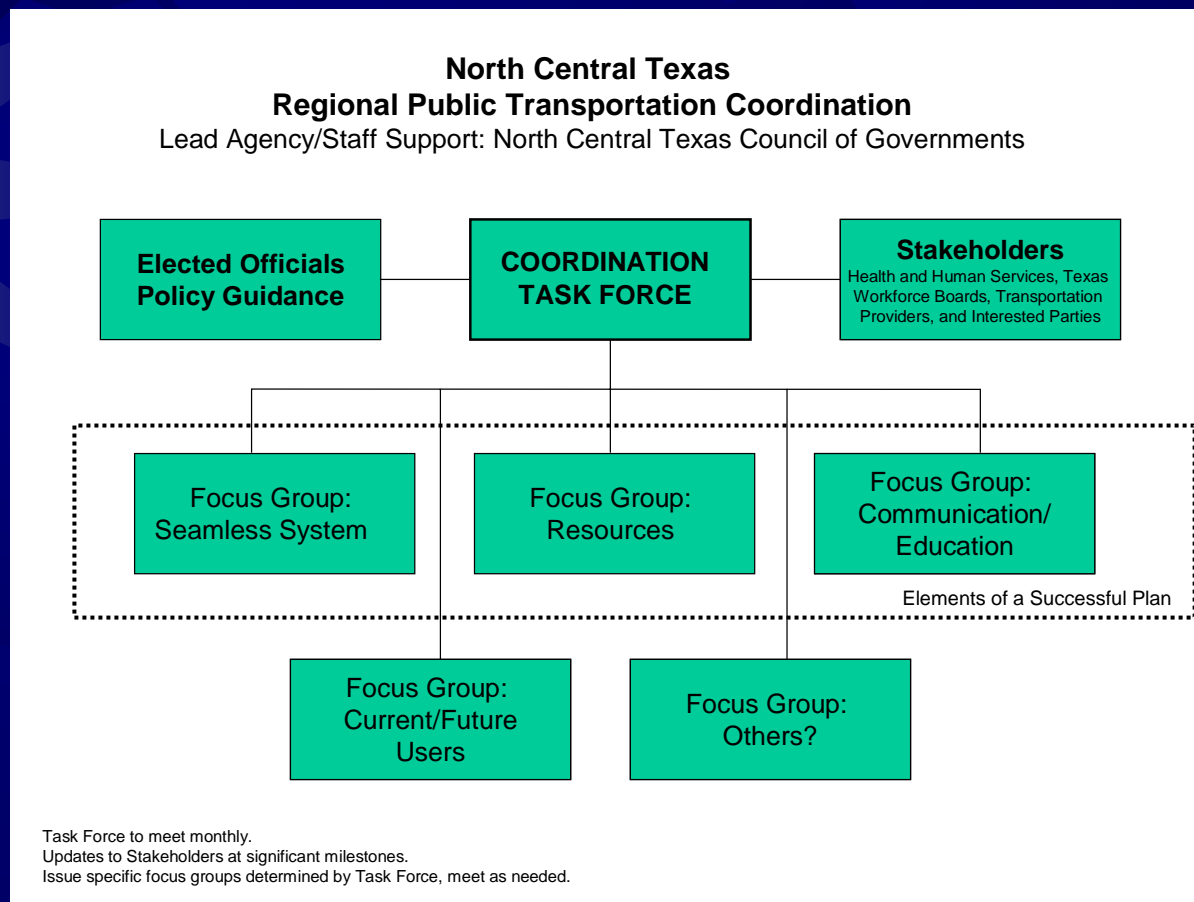 North Central Texas
Regional Public Transportation Coordination
Lead Agency/Staff Support: North Central Texas Council of Governments
Elected Officials
Policy Guidance
COORDINATION
TASK FORCE
Stakeholders
Health and Human Services, Texas
Workforce Boards, Transportation
Providers, and Interested Parties
Focus Group:
Seamless System
Focus Group:
Resources
Focus Group:
Communication/
Education
Elements of a Successful Plan
Focus Group:
Current/Future
Users
Focus Group:
Others?
Task Force to meet monthly.
Updates to Stakeholders at significant milestones.
Issue specific focus groups determined by Task Force, meet as needed.